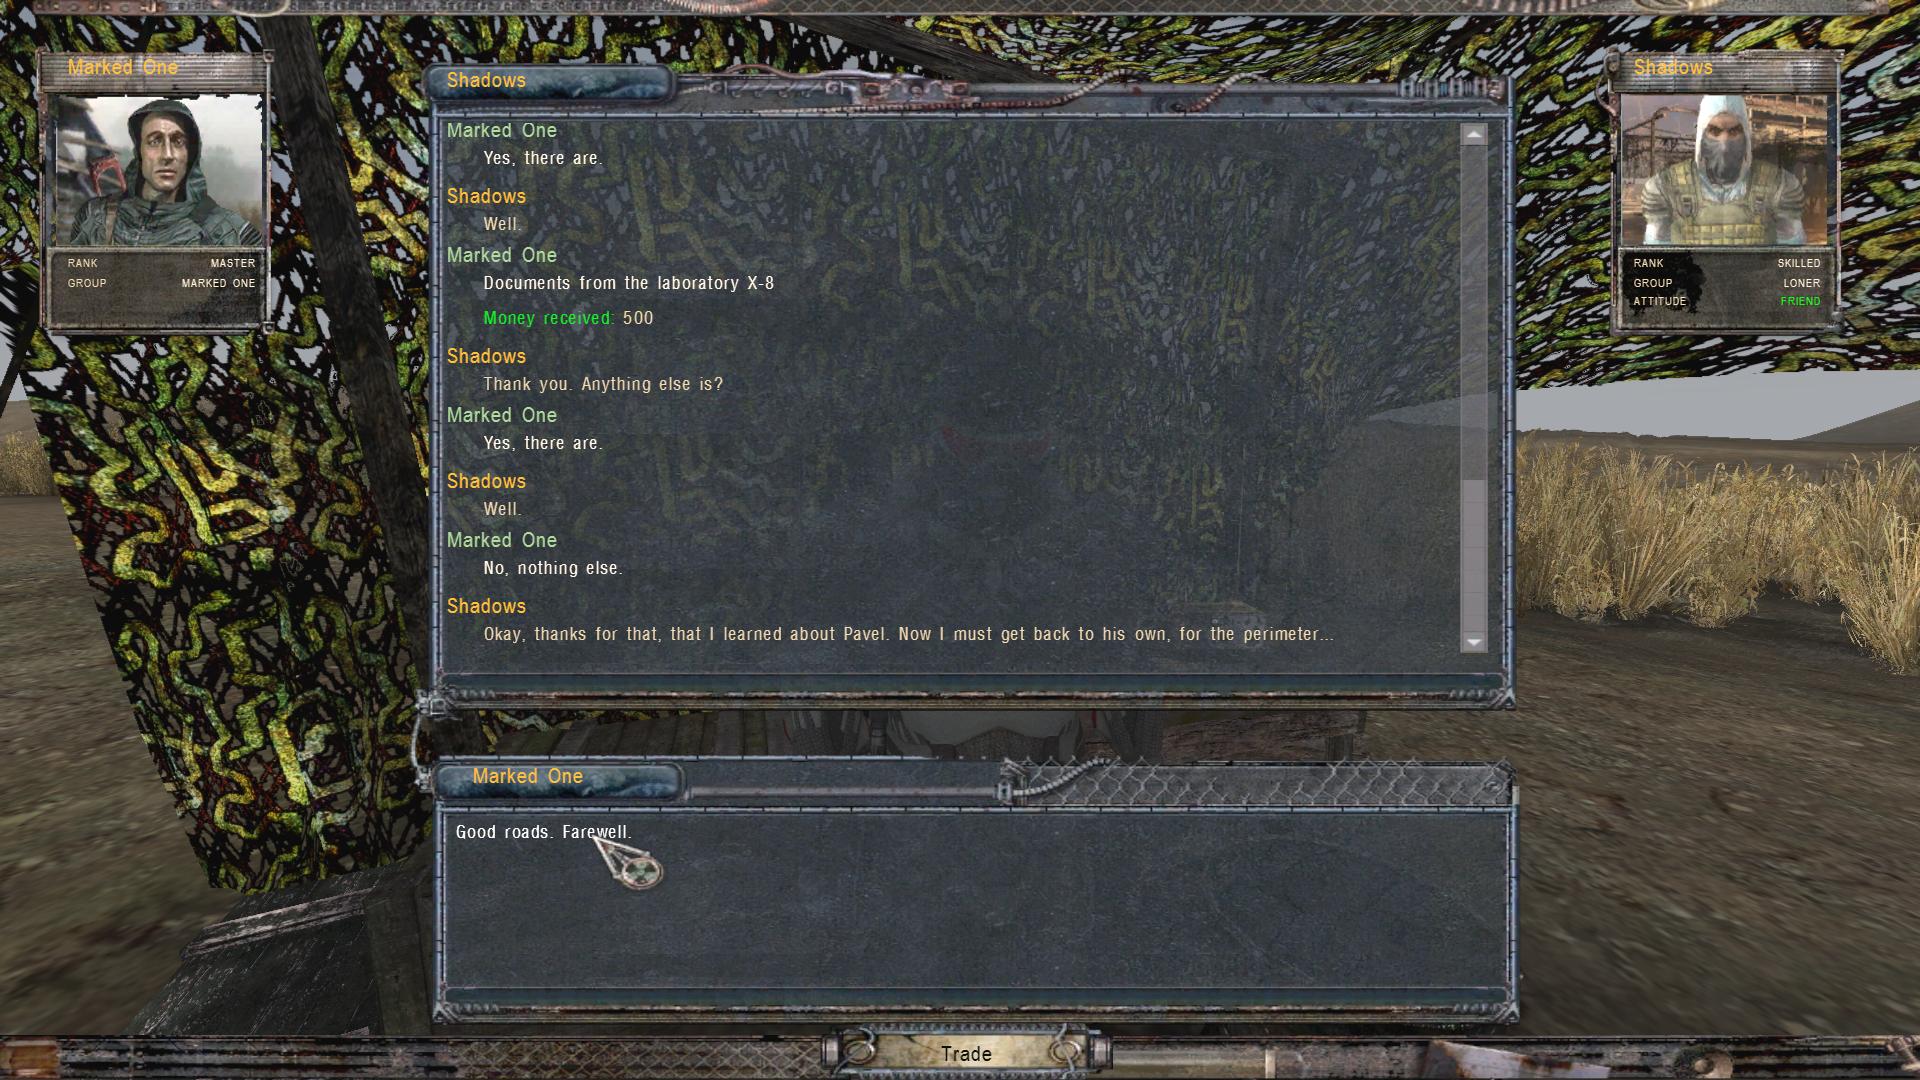 Marked One
RANK MASTER
GROUP MARKED ONE
Shadows
Marked One
Yes, there are.
Shadows
Well.
Marked One
Documents from the laboratory X-8
Money received: 500
Shadows
Thank you. Anything else is?
Marked One
Yes, there are.
Shadows
Well.
Marked One
No, nothing else.
Shadows
Okay, thanks for that, that I learned about Pavel. Now I must get back to his own, for the perimeter...
Shadows
RANK SKILLED
GROUP LONER
ATTITUDE FRIEND
Marked One
Good roads. Farewell.
Trade